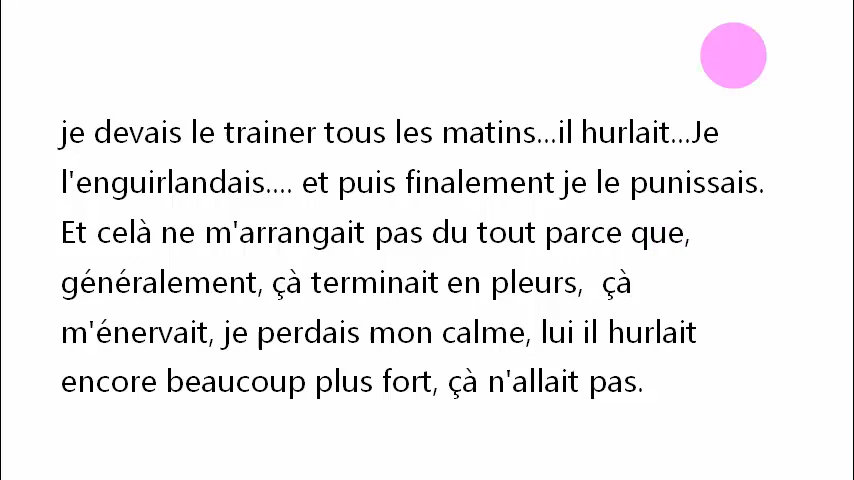 je devais le trainer tous les matins...il hurlait...Je
l'enguirlandais.... et puis finalement je le punissais.
Et celà ne m'arrangait pas du tout parce que,
généralement, çà terminait en pleurs,  çà
m'énervait, je perdais mon calme, lui il hurlait
encore beaucoup plus fort, çà n'allait pas.